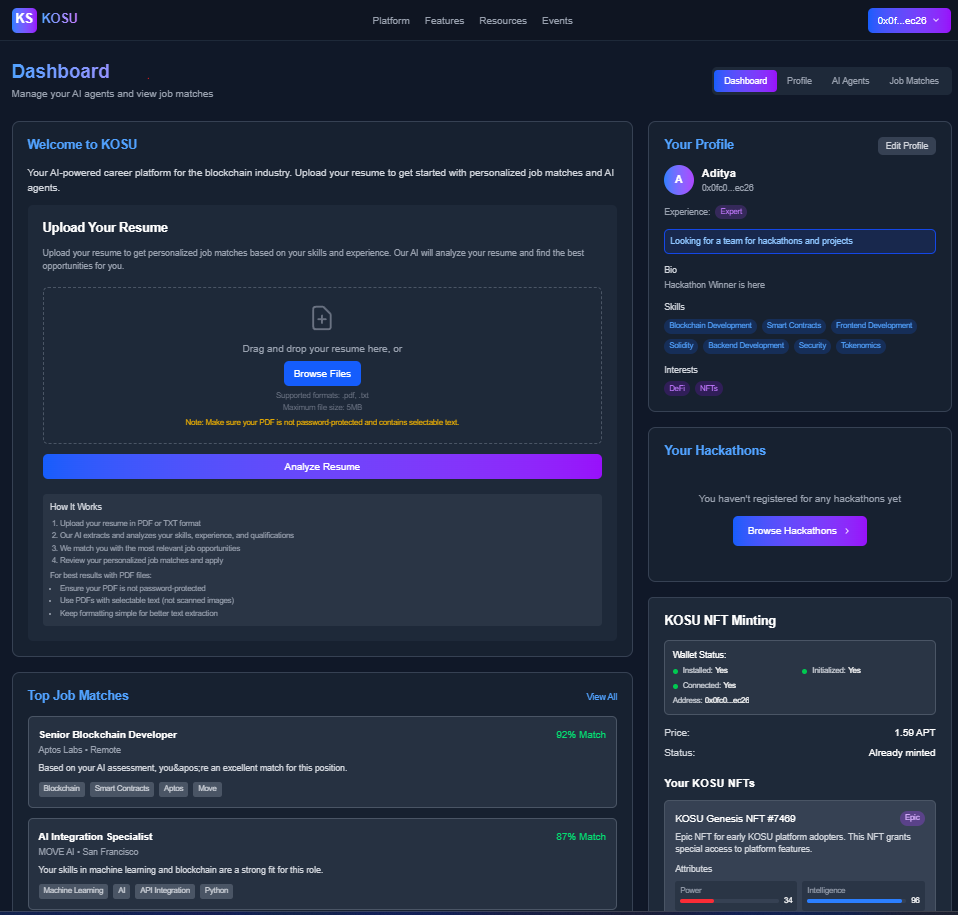 KS KOSU
Platform Features Resources Events
0x0f...ec26
Dashboard
Manage your AI agents and view job matches
Dashboard Profile AI Agents Job Matches
Welcome to KOSU
Your AI-powered career platform for the blockchain industry. Upload your resume to get started with personalized job matches and AI
agents.
Upload Your Resume
Upload your resume to get personalized job matches based on your skills and experience. Our AI will analyze your resume and find the best
opportunities for you.
Drag and drop your resume here, or
Browse Files
Supported formats: .pdf, .txt
Maximum file size: 5MB
Note: Make sure your PDF is not password-protected and contains selectable text.
Analyze Resume
How It Works
1. Upload your resume in PDF or TXT format
2. Our AI extracts and analyzes your skills, experience, and qualifications
3. We match you with the most relevant job opportunities
4. Review your personalized job matches and apply
For best results with PDF files:
• Ensure your PDF is not password-protected
• Use PDFs with selectable text (not scanned images)
• Keep formatting simple for better text extraction
Top Job Matches
View All
Senior Blockchain Developer
92% Match
Aptos Labs • Remote
Based on your AI assessment, you&apos;re an excellent match for this position.
Blockchain Smart Contracts Aptos Move
AI Integration Specialist
87% Match
MOVE AI • San Francisco
Your skills in machine learning and blockchain are a strong fit for this role.
Machine Learning AI API Integration Python
Your Profile
Edit Profile
A
Aditya
0x0fc0...ec26
Experience: Expert
Looking for a team for hackathons and projects
Bio
Hackathon Winner is here
Skills
Blockchain Development Smart Contracts Frontend Development
Solidity Backend Development Security Tokenomics
Interests
DeFi NFTs
Your Hackathons
You haven't registered for any hackathons yet
Browse Hackathons
KOSU NFT Minting
Wallet Status:
Installed: Yes Initialized: Yes
Connected: Yes
Address: 0x0fc0...ec26
Price: 1.59 APT
Status: Already minted
Your KOSU NFTs
KOSU Genesis NFT #7469 Epic
Epic NFT for early KOSU platform adopters. This NFT grants
special access to platform features.
Attributes
Power Intelligence
34 96